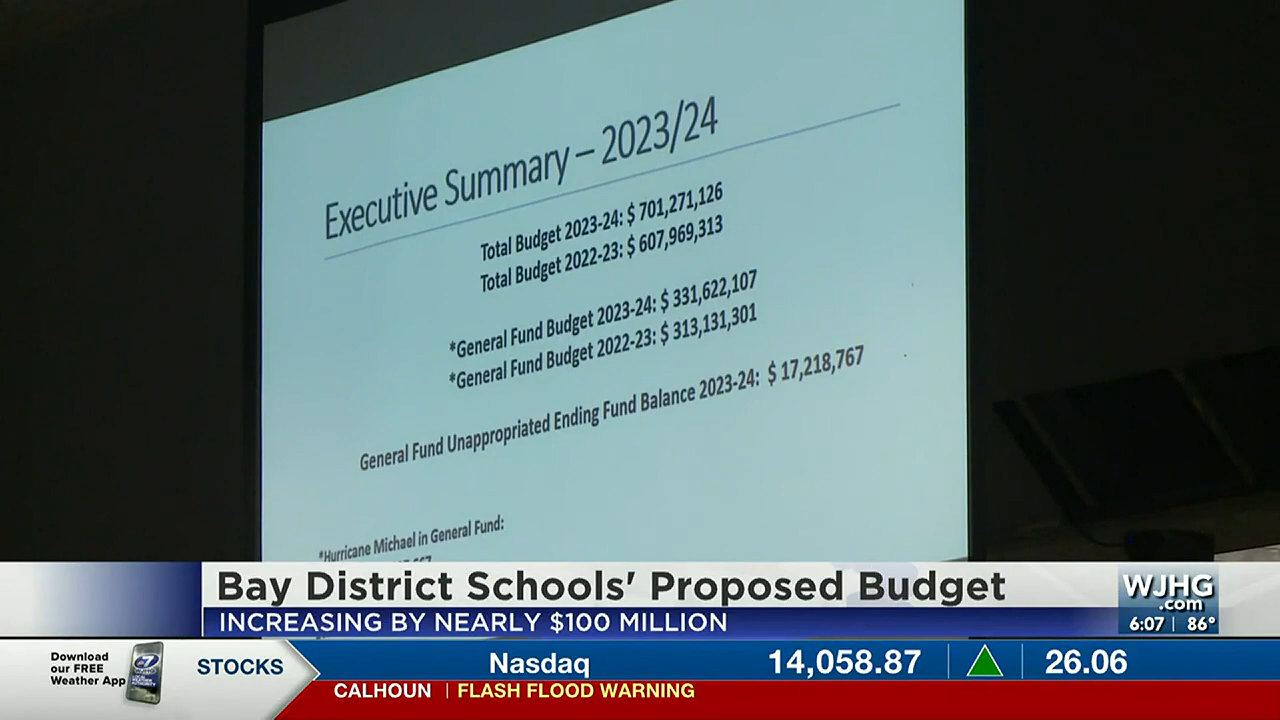 Executive Summary – 2023/24
Total Budget 2023-24: $ 701,271,126
Total Budget 2022-23: $ 607,969,313
*General Fund Budget 2023-24: $ 331,622,107
*General Fund Budget 2022-23: $ 313,131,301
General Fund Unappropriated Ending Fund Balance 2023-24: $ 17,218,767
*Hurricane Michael in General Fund:
Bay District Schools' Proposed Budget
INCREASING BY NEARLY $100 MILLION
WJHG
.com
6:07 | 86°
Download
our FREE
Weather App
STOCKS
Nasdaq 14,058.87 26.06
CALHOUN | FLASH FLOOD WARNING